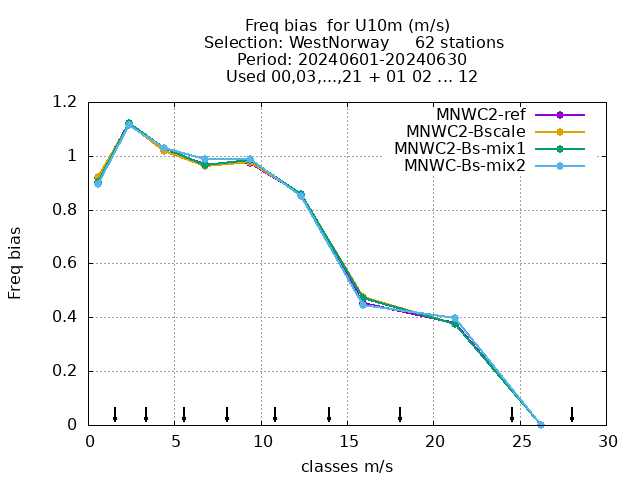 Freq bias  for U10m (m/s)
Selection: WestNorway     62 stations
Period: 20240601-20240630
Used 00,03,...,21 + 01 02 ... 12
MNWC2-ref
MNWC2-Bscale
MNWC2-Bs-mix1
MNWC-Bs-mix2
1.2
1
0.8
0.6
0.4
0.2
0
Freq bias
0 5 10 15 20 25 30
classes m/s